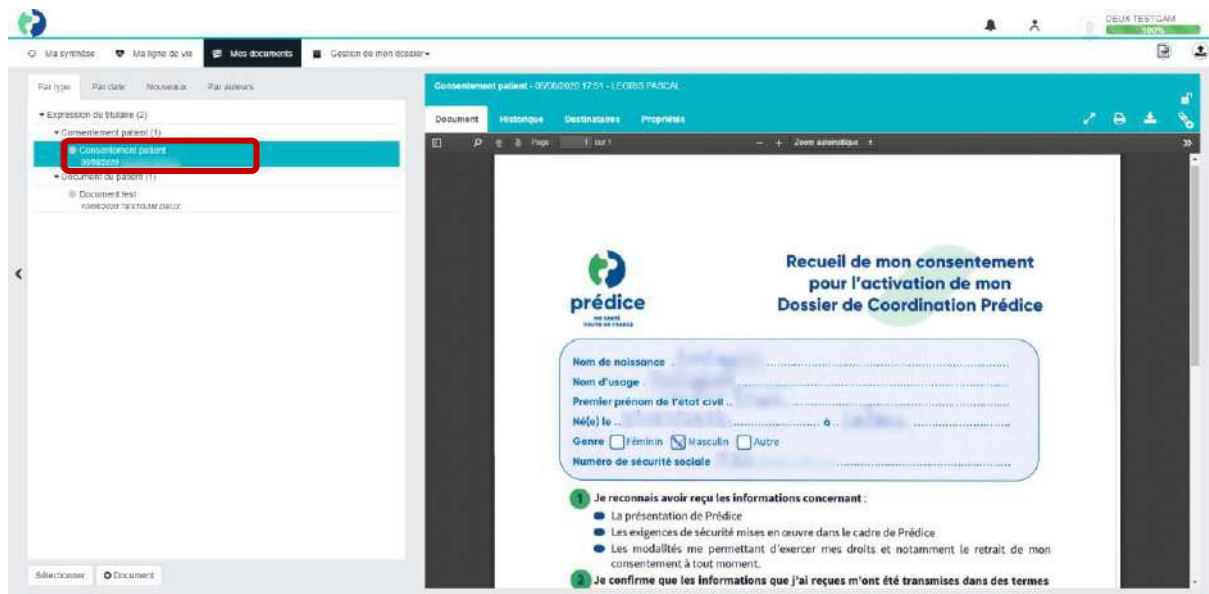 DEUX TESTGAM
100%
Ma synthèse Ma ligne de vie Mes documents Gestion de mon dossier
Par type Par date Nouveaux Par auteurs
Expression du titulaire (2)
Consentement patient (1)
Consentement patient
Document du patient (1)
Document test
Sélectionner Document
Consentement patient - 05/06/2020 17:51 - LEGRIS PASCAL
Document Historique Destinataires Propriétés
Page 1 sur 1 Zoom automatique
prédice
MA SANTÉ
HAUTS-DE-FRANCE
Recueil de mon consentement
pour l'activation de mon
Dossier de Coordination Prédice
Nom de naissance
Nom d'usage
Premier prénom de l'état civil
Né(e) le à
Genre Féminin Masculin Autre
Numéro de sécurité sociale
1 Je reconnais avoir reçu les informations concernant :
La présentation de Prédice
Les exigences de sécurité mises en œuvre dans le cadre de Prédice
Les modalités me permettant d'exercer mes droits et notamment le retrait de mon
consentement à tout moment.
2 Je confirme que les informations que j'ai reçues m'ont été transmises dans des termes